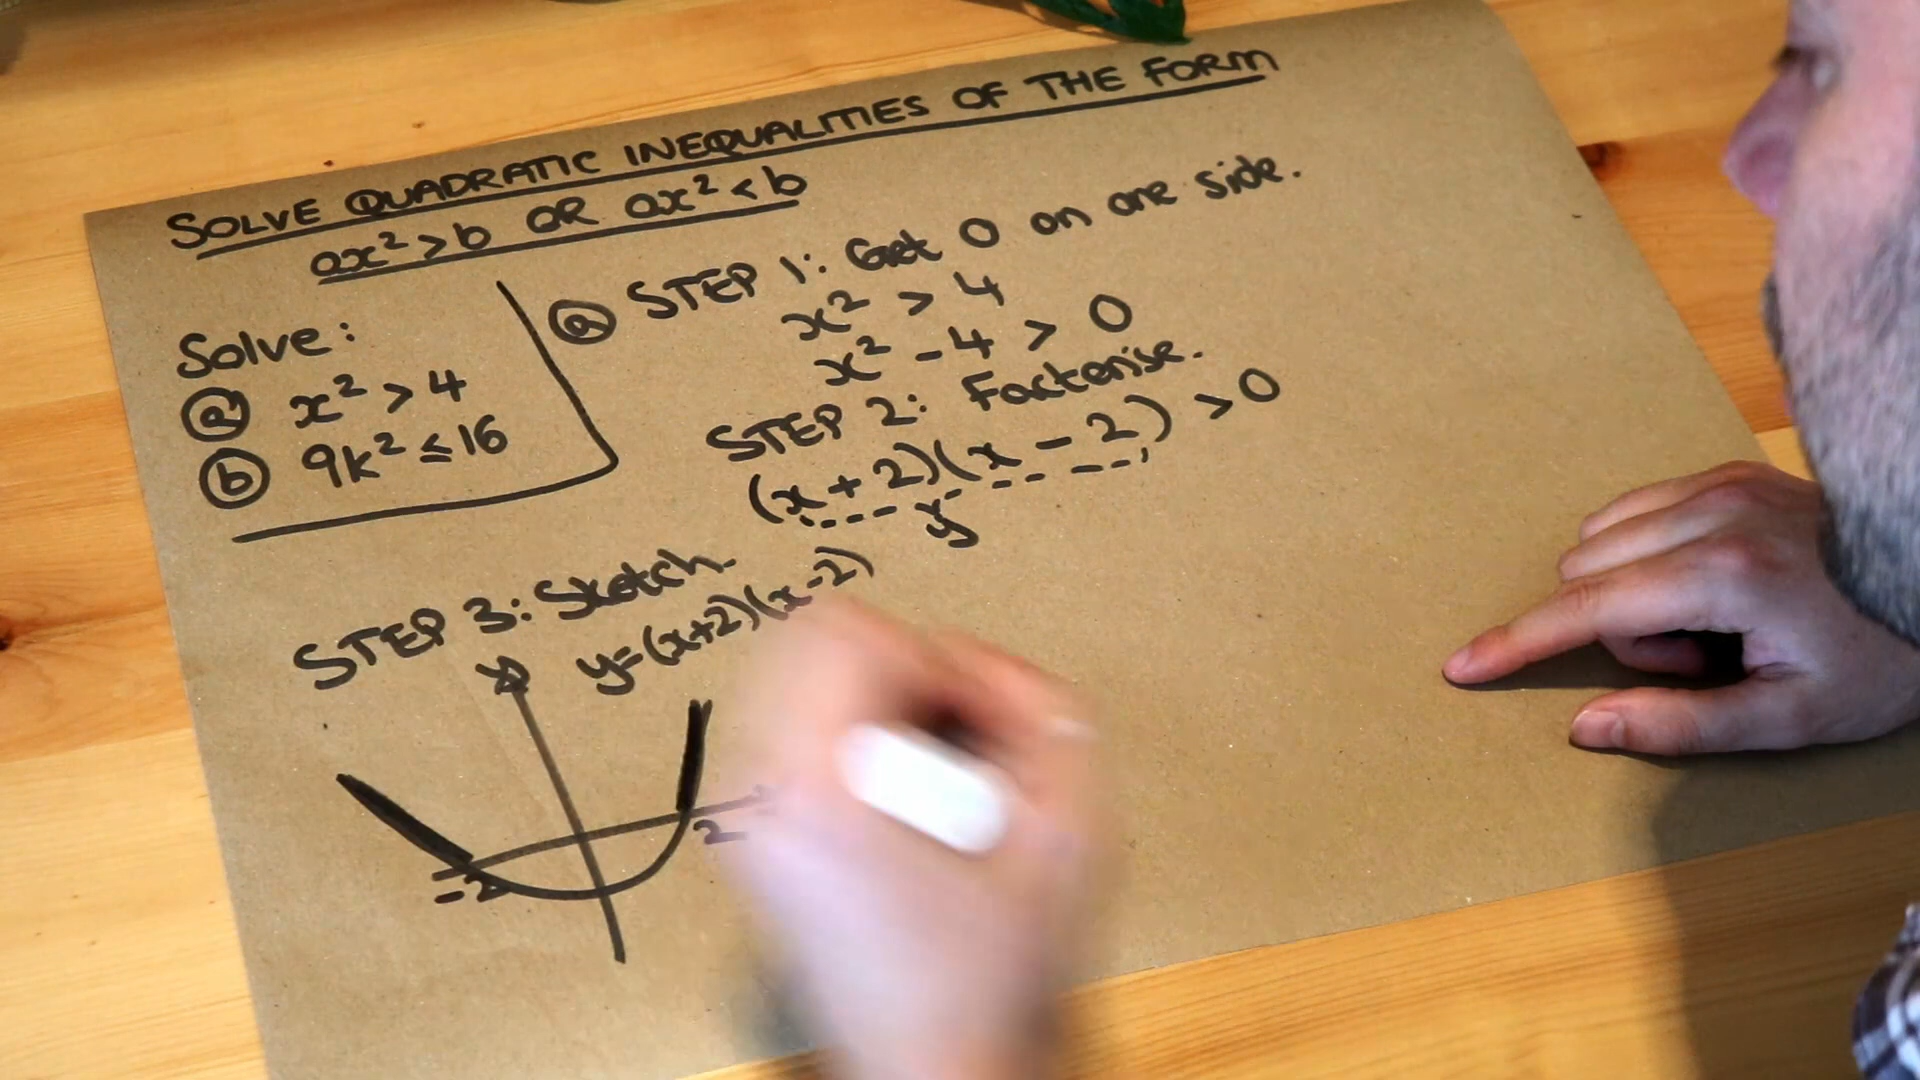 SOLVE QUADRATIC INEQUALITIES OF THE FORM
ax² > b OR ax² < b
Solve:
ⓐ x² > 4
ⓑ 9k² ≤ 16
ⓐ STEP 1: Get 0 on one side.
x² > 4
x² - 4 > 0
STEP 2: Factorise.
(x + 2)(x - 2) > 0
y
STEP 3: Sketch.
y=(x+2)(x-2)
y
-2
2